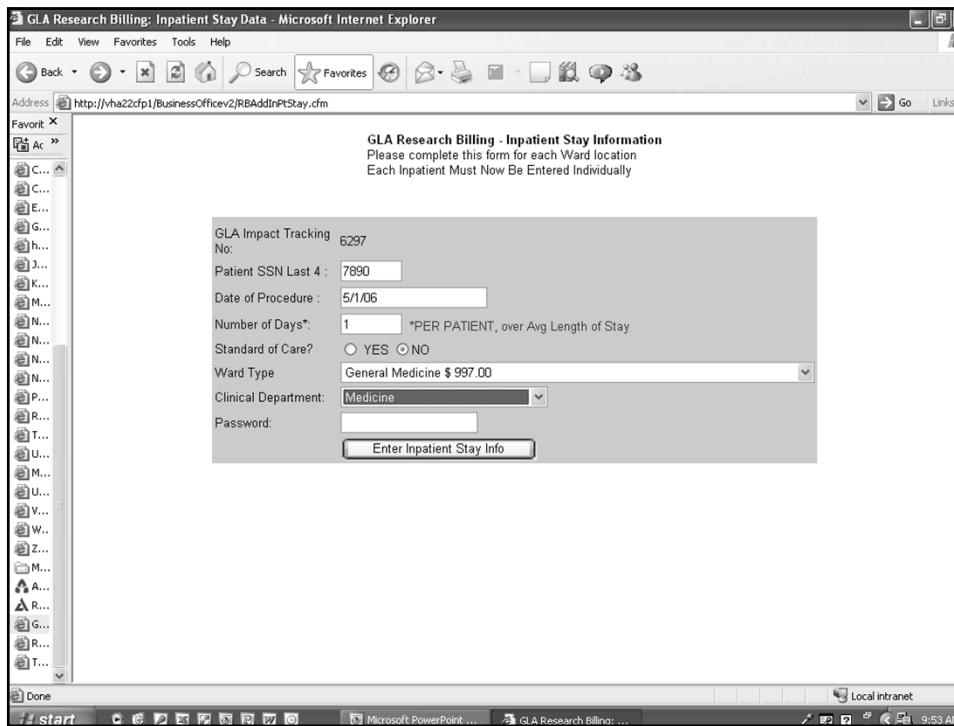 GLA Research Billing: Inpatient Stay Data - Microsoft Internet Explorer
File Edit View Favorites Tools Help
Back Search Favorites
Address http://vha22cfp1/BusinessOfficev2/RBAddInPtStay.cfm Go Links
Favorit
Ac
GLA Research Billing - Inpatient Stay Information
Please complete this form for each Ward location
Each Inpatient Must Now Be Entered Individually
C...
C...
E...
G...
h...
J...
K...
M...
N...
N...
N...
N...
P...
R...
T...
U...
M...
U...
V...
W...
Z...
M...
A...
R...
G...
R...
T...
GLA Impact Tracking
No: 6297
Patient SSN Last 4 : 7890
Date of Procedure : 5/1/06
Number of Days*: 1 *PER PATIENT, over Avg Length of Stay
Standard of Care? YES NO
Ward Type General Medicine $ 997.00
Clinical Department: Medicine
Password:
Enter Inpatient Stay Info
Done Local intranet
start Microsoft PowerPoint ... GLA Research Billing: ... 9:53 AM